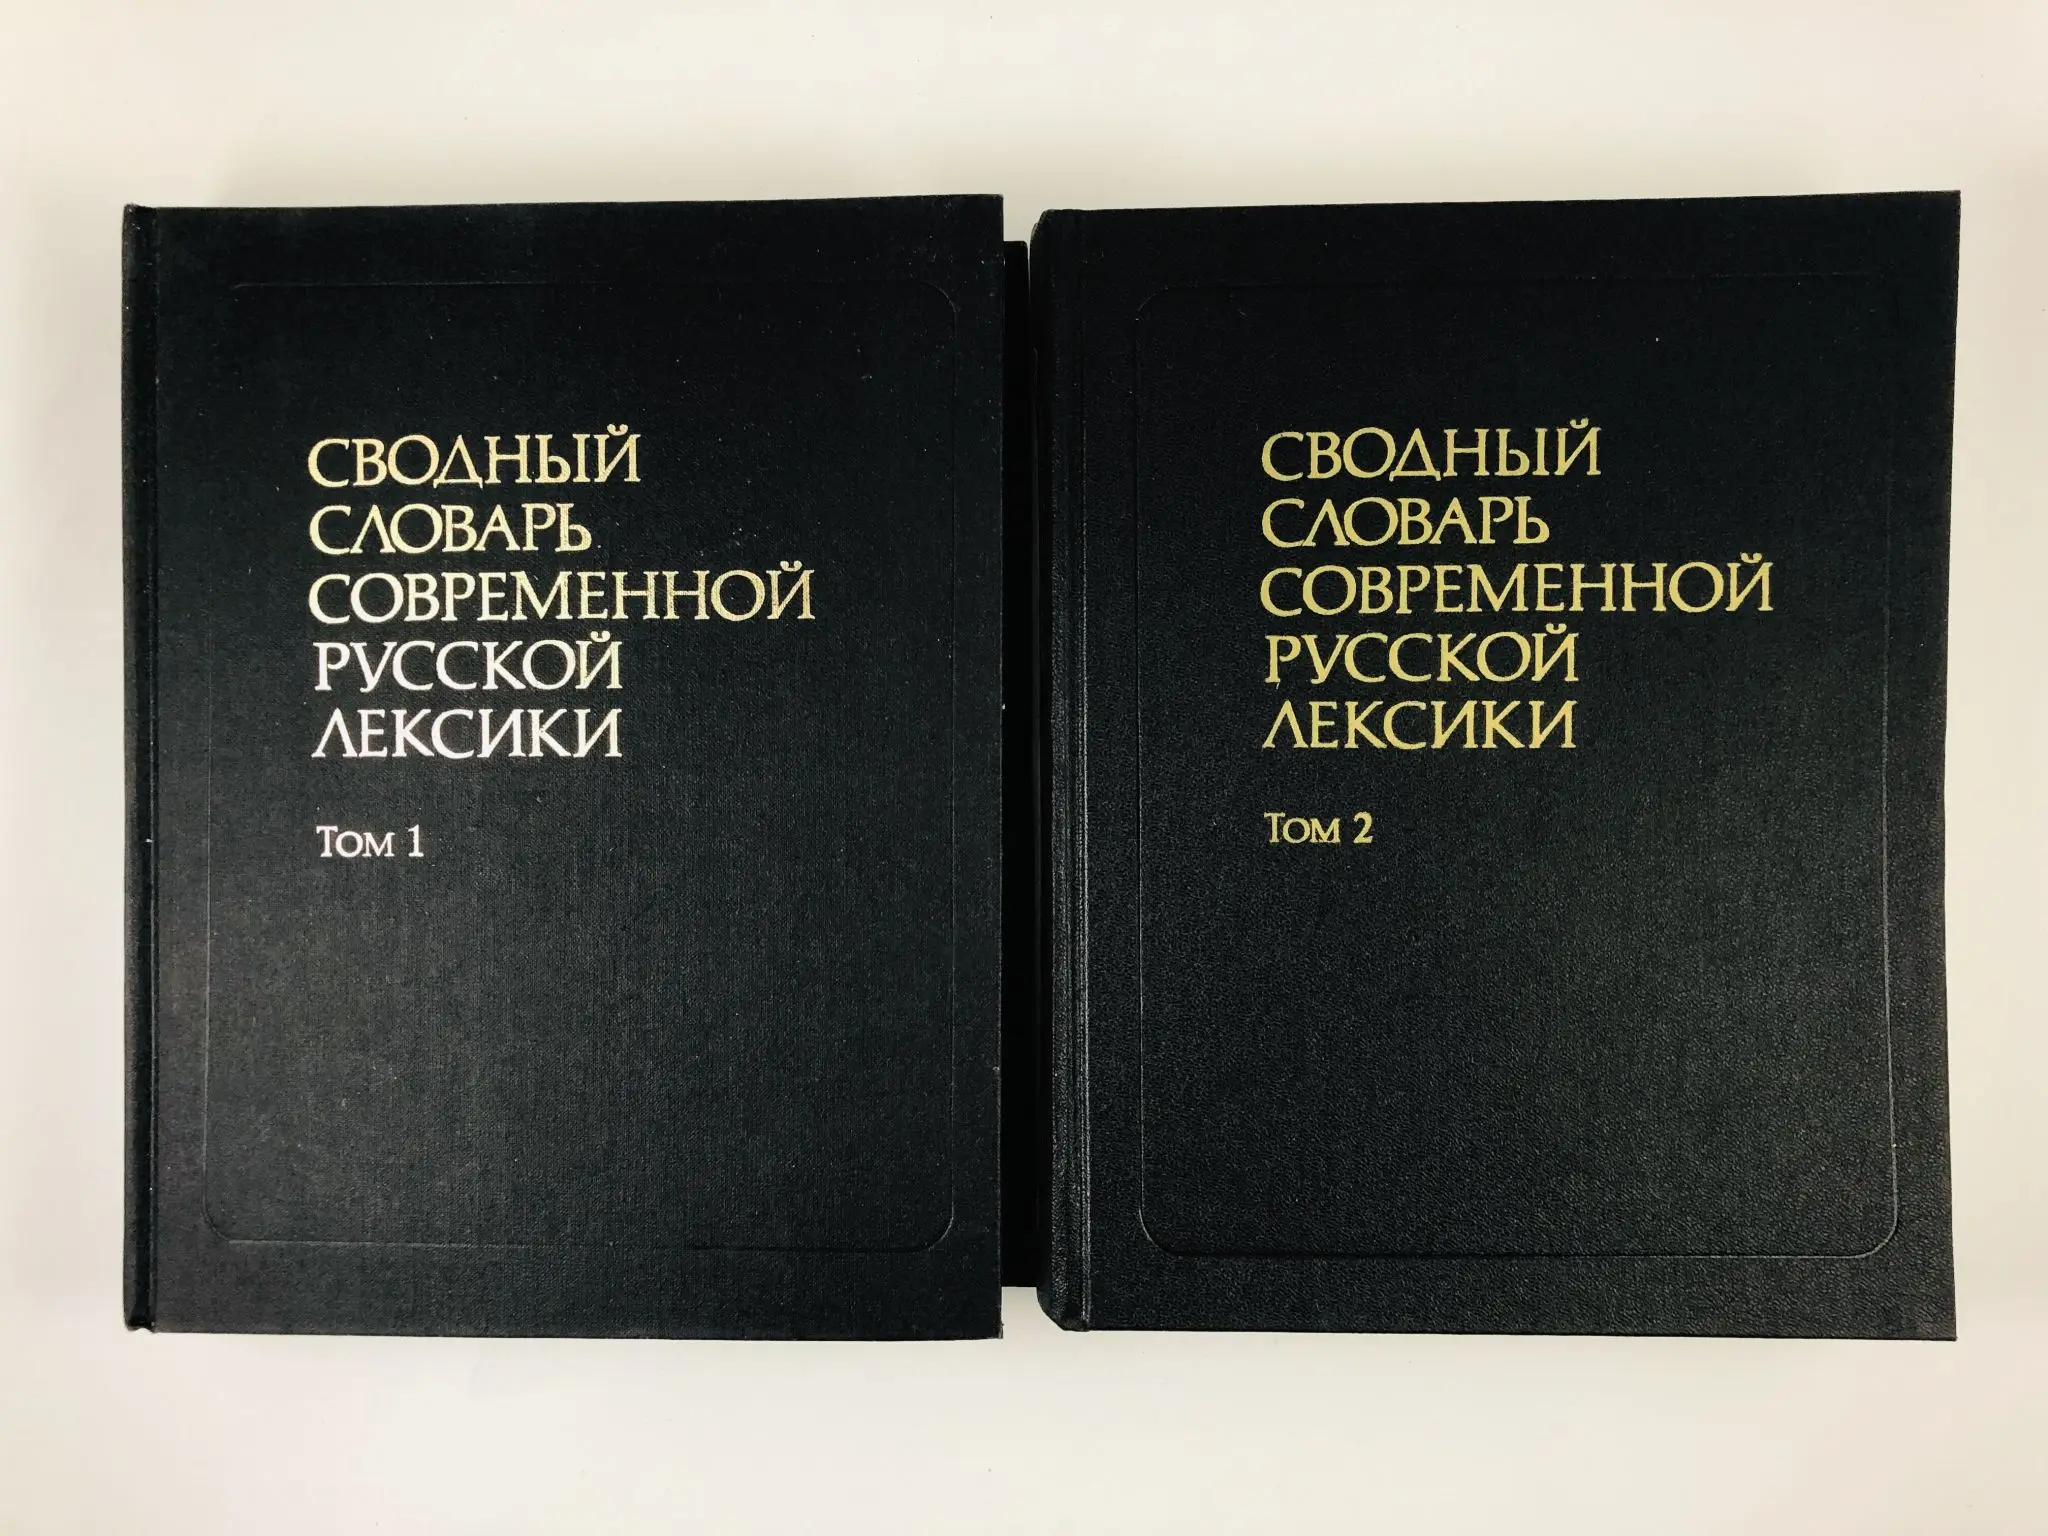 СВОДНЫЙ
СЛОВАРЬ
СОВРЕМЕННОЙ
РУССКОЙ
ЛЕКСИКИ
Том 1
СВОДНЫЙ
СЛОВАРЬ
СОВРЕМЕННОЙ
РУССКОЙ
ЛЕКСИКИ
Том 2